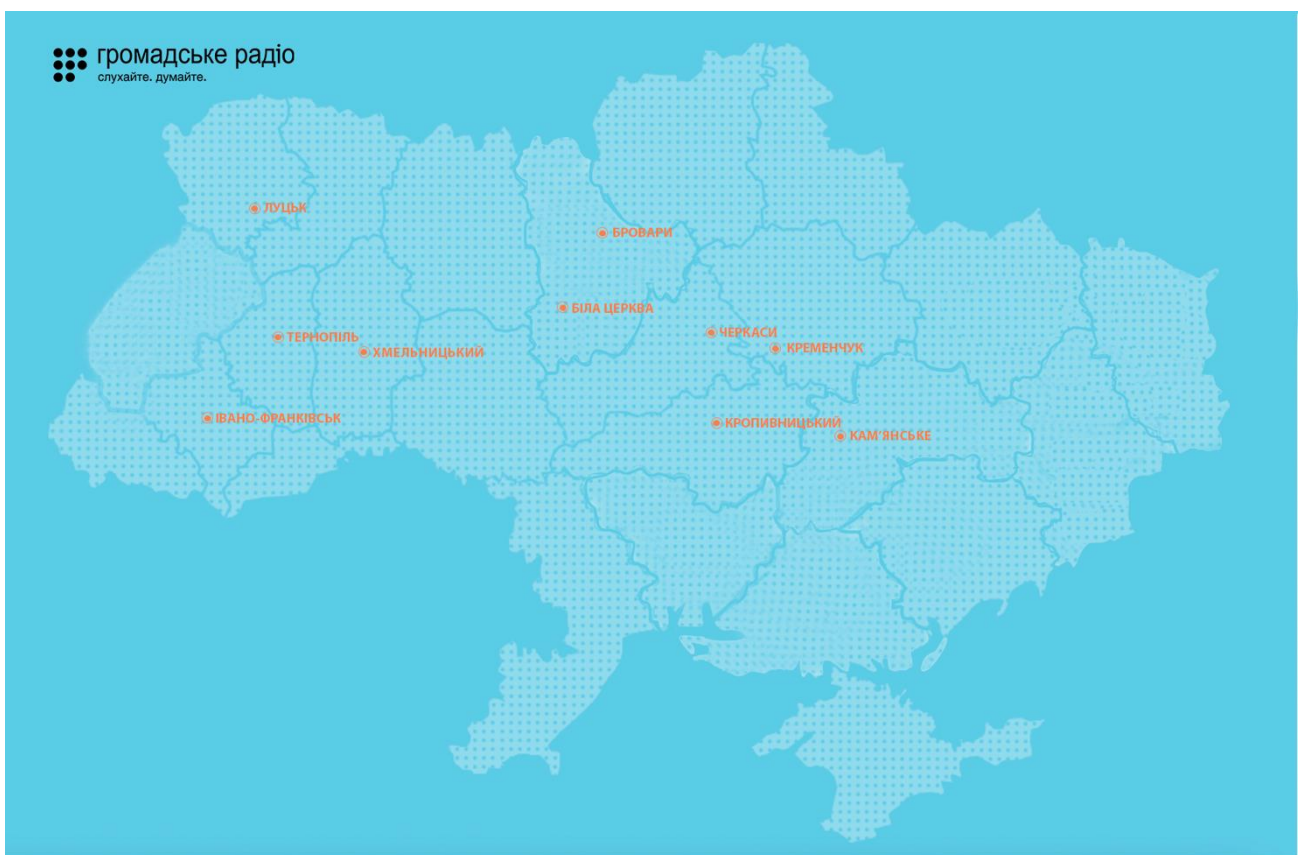 громадське радіо
слухайте. думайте.
ЛУЦЬК
БРОВАРИ
БІЛА ЦЕРКВА
ЧЕРКАСИ
ТЕРНОПІЛЬ
ХМЕЛЬНИЦЬКИЙ
КРЕМЕНЧУК
ІВАНО-ФРАНКІВСЬК
КРОПИВНИЦЬКИЙ
КАМ'ЯНСЬКЕ